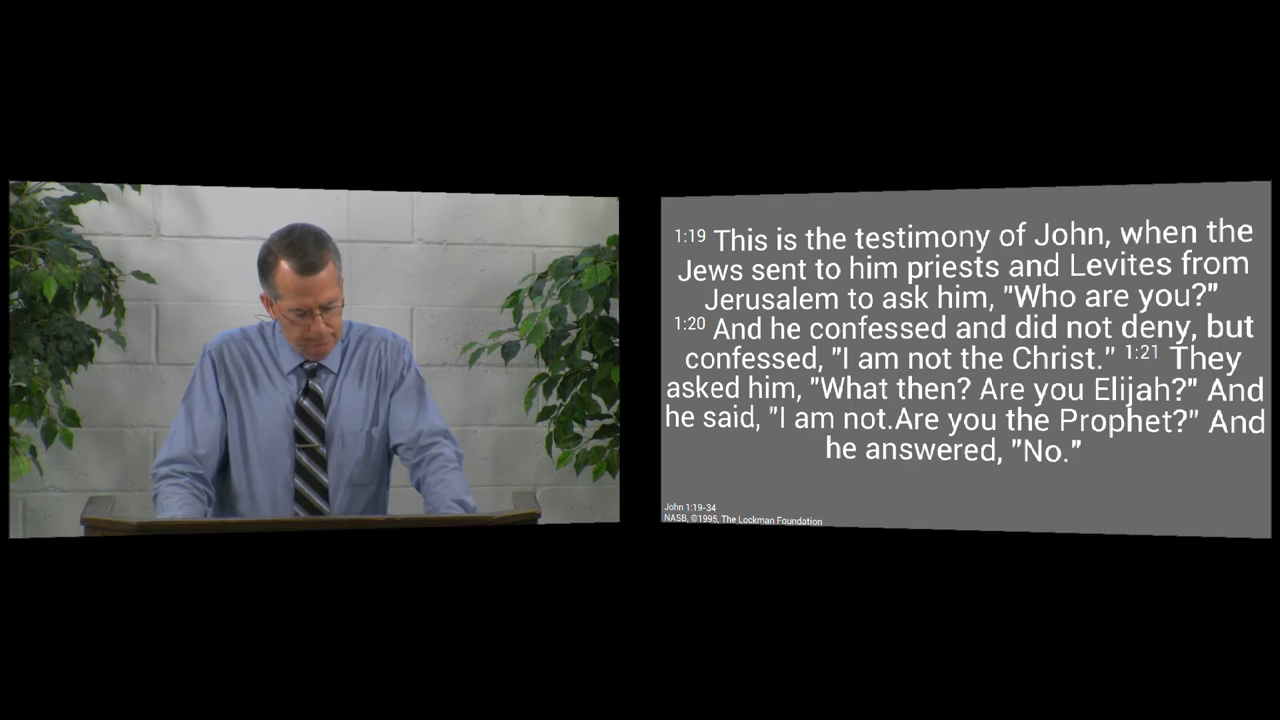 1:19 This is the testimony of John, when the
Jews sent to him priests and Levites from
Jerusalem to ask him, "Who are you?"
1:20 And he confessed and did not deny, but
confessed, "I am not the Christ." 1:21 They
asked him, "What then? Are you Elijah?" And
he said, "I am not.Are you the Prophet?" And
he answered, "No."
John 1:19-34
NASB, ©1995, The Lockman Foundation